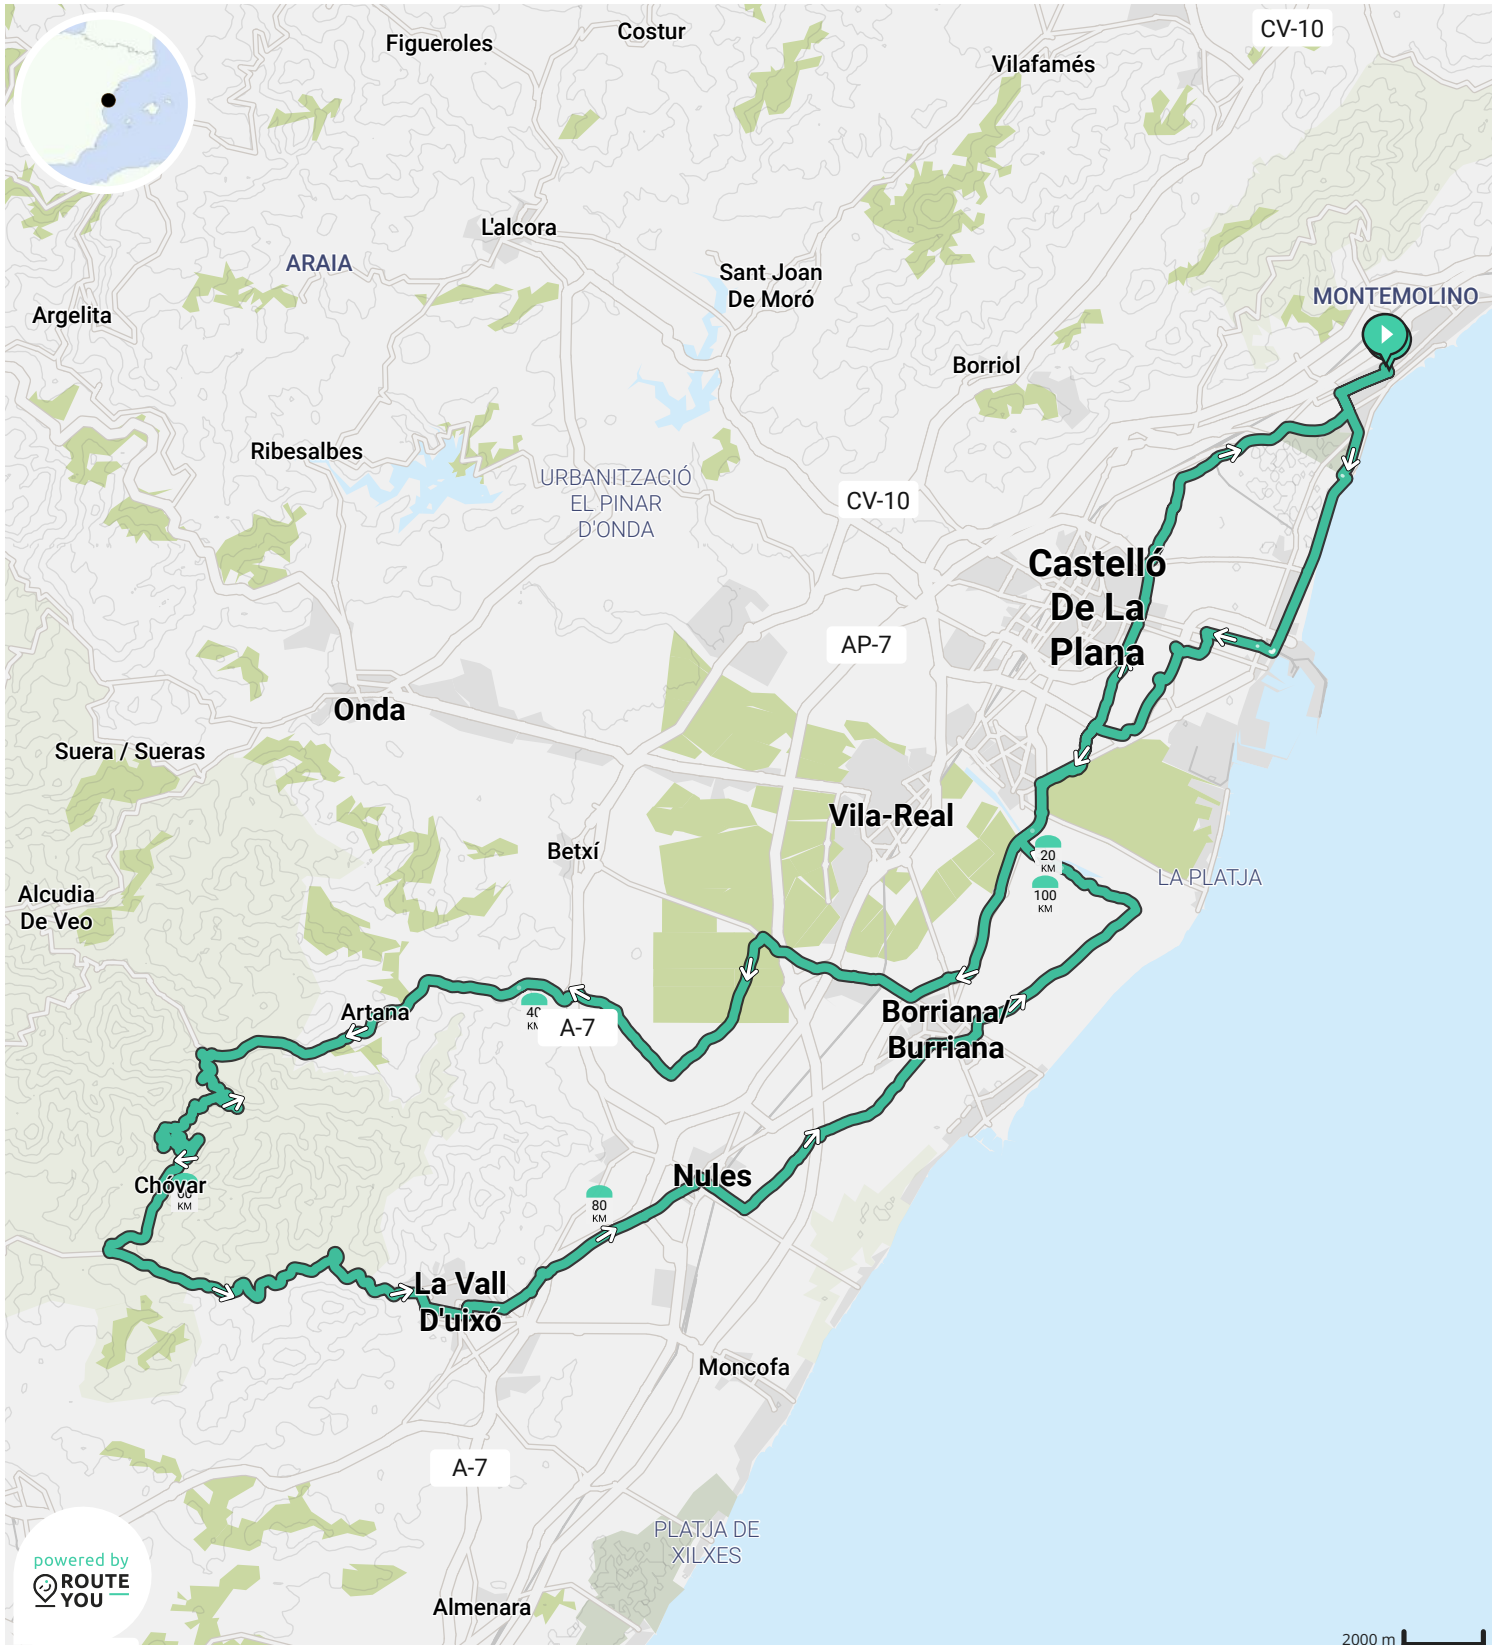 Costur
CV-10
Figueroles
Vilafamés
L'alcora
ARAIA
Sant Joan
De Moró
MONTEMOLINO
Argelita
Borriol
Ribesalbes
URBANITZACIÓ
EL PINAR
D'ONDA
CV-10
Castelló
De La
Plana
AP-7
Onda
Suera / Sueras
Vila-Real
Betxí
20
KM
LA PLATJA
100
KM
Alcudia
De Veo
Artana
40
KM
A-7
Borriana/
Burriana
Nules
Chóvar
60
KM
80
KM
La Vall
D'uixó
Moncofa
A-7
PLATJA DE
XILXES
powered by
ROUTE
YOU
Almenara
2000 m